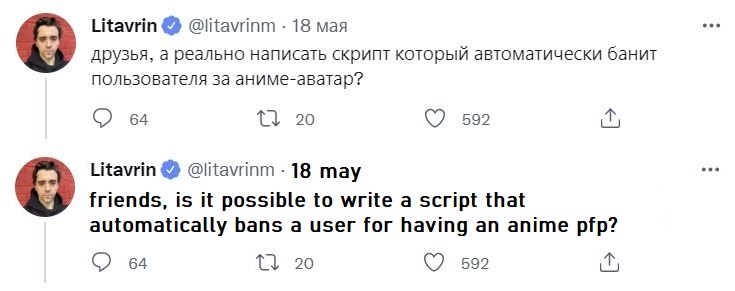 Litavrin @litavrinm · 18 мая
друзья, а реально написать скрипт который автоматически банит
пользователя за аниме-аватар?
64 20 592
Litavrin @litavrinm · 18 may
friends, is it possible to write a script that
automatically bans a user for having an anime pfp?
64 20 592